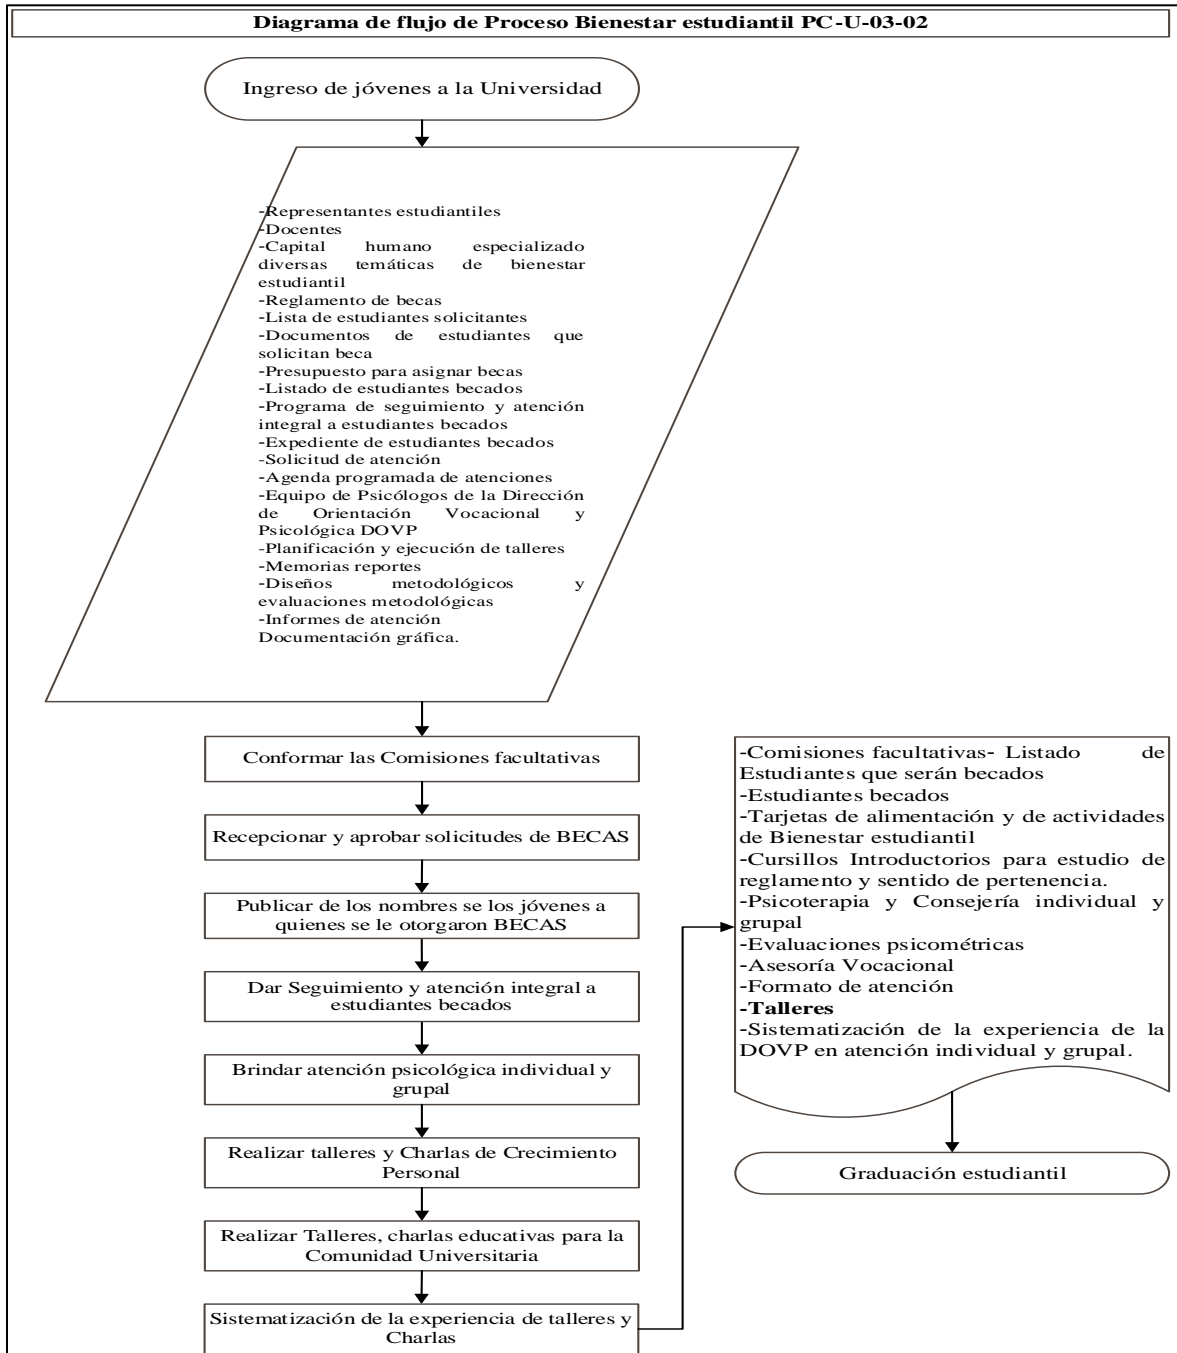 Diagrama de flujo de Proceso Bienestar estudiantil PC-U-03-02
Ingreso de jóvenes a la Universidad
-Representantes estudiantiles
-Docentes
-Capital humano especializado
diversas temáticas de bienestar
estudiantil
-Reglamento de becas
-Lista de estudiantes solicitantes
-Documentos de estudiantes que
solicitan beca
-Presupuesto para asignar becas
-Listado de estudiantes becados
-Programa de seguimiento y atención
integral a estudiantes becados
-Expediente de estudiantes becados
-Solicitud de atención
-Agenda programada de atenciones
-Equipo de Psicólogos de la Dirección
de Orientación Vocacional y
Psicológica DOVP
-Planificación y ejecución de talleres
-Memorias reportes
-Diseños metodológicos y
evaluaciones metodológicas
-Informes de atención
Documentación gráfica.
Conformar las Comisiones facultativas
Recepcionar y aprobar solicitudes de BECAS
Publicar de los nombres se los jóvenes a
quienes se le otorgaron BECAS
Dar Seguimiento y atención integral a
estudiantes becados
Brindar atención psicológica individual y
grupal
Realizar talleres y Charlas de Crecimiento
Personal
Realizar Talleres, charlas educativas para la
Comunidad Universitaria
Sistematización de la experiencia de talleres y
Charlas
-Comisiones facultativas- Listado de
Estudiantes que serán becados
-Estudiantes becados
-Tarjetas de alimentación y de actividades
de Bienestar estudiantil
-Cursillos Introductorios para estudio de
reglamento y sentido de pertenencia.
-Psicoterapia y Consejería individual y
grupal
-Evaluaciones psicométricas
-Asesoría Vocacional
-Formato de atención
-Talleres
-Sistematización de la experiencia de la
DOVP en atención individual y grupal.
Graduación estudiantil